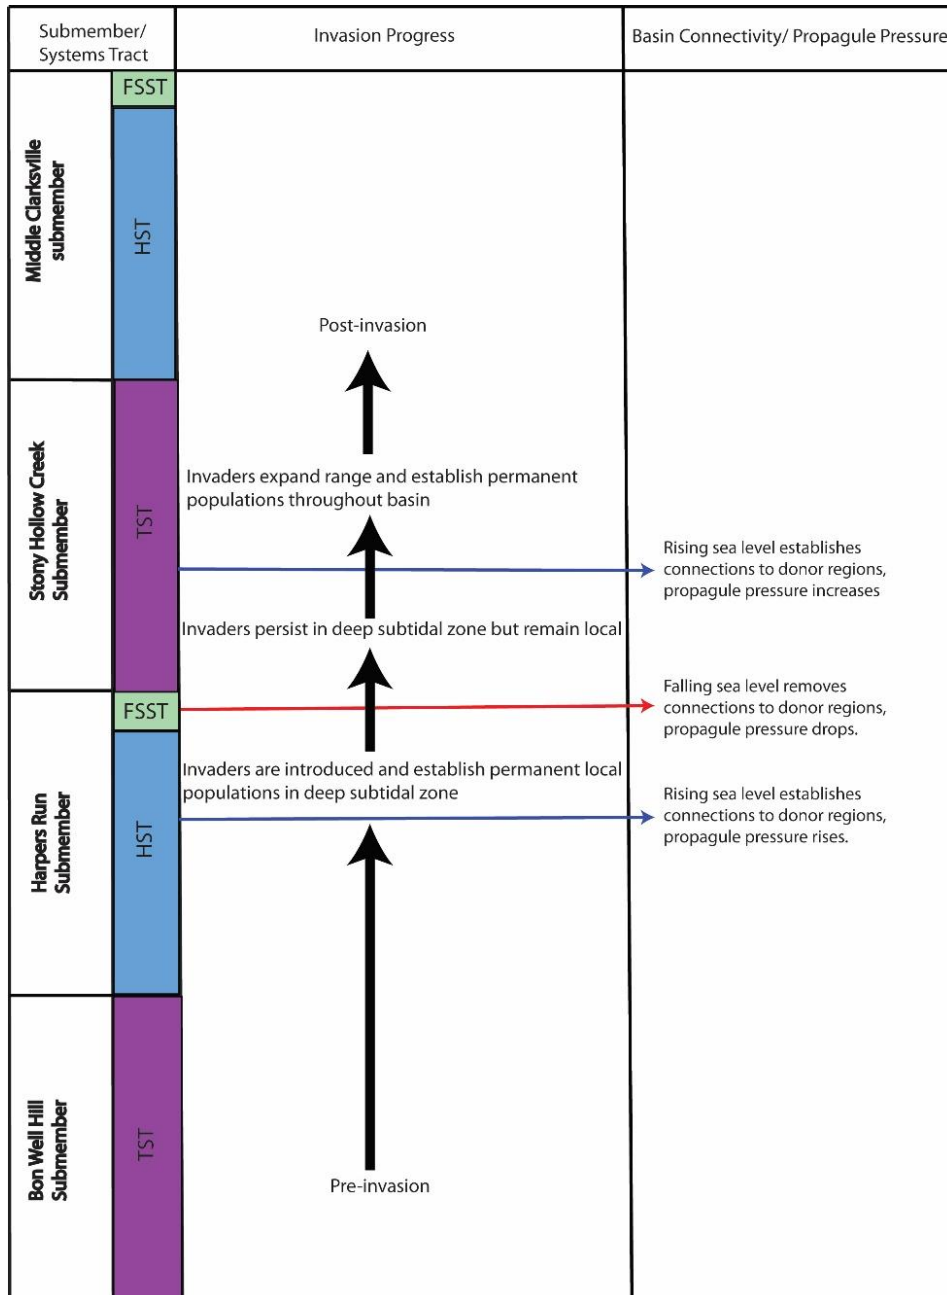 Submember/
Systems Tract
Invasion Progress
Basin Connectivity/ Propagule Pressure
FSST
Middle Clarksville
submember
HST
Post-invasion
Stony Hollow Creek
Submember
TST
Invaders expand range and establish permanent
populations throughout basin
Rising sea level establishes
connections to donor regions,
propagule pressure increases
Invaders persist in deep subtidal zone but remain local
FSST
Falling sea level removes
connections to donor regions,
propagule pressure drops.
Harpers Run
Submember
HST
Invaders are introduced and establish permanent local
populations in deep subtidal zone
Rising sea level establishes
connections to donor regions,
propagule pressure rises.
Bon Well Hill
Submember
TST
Pre-invasion